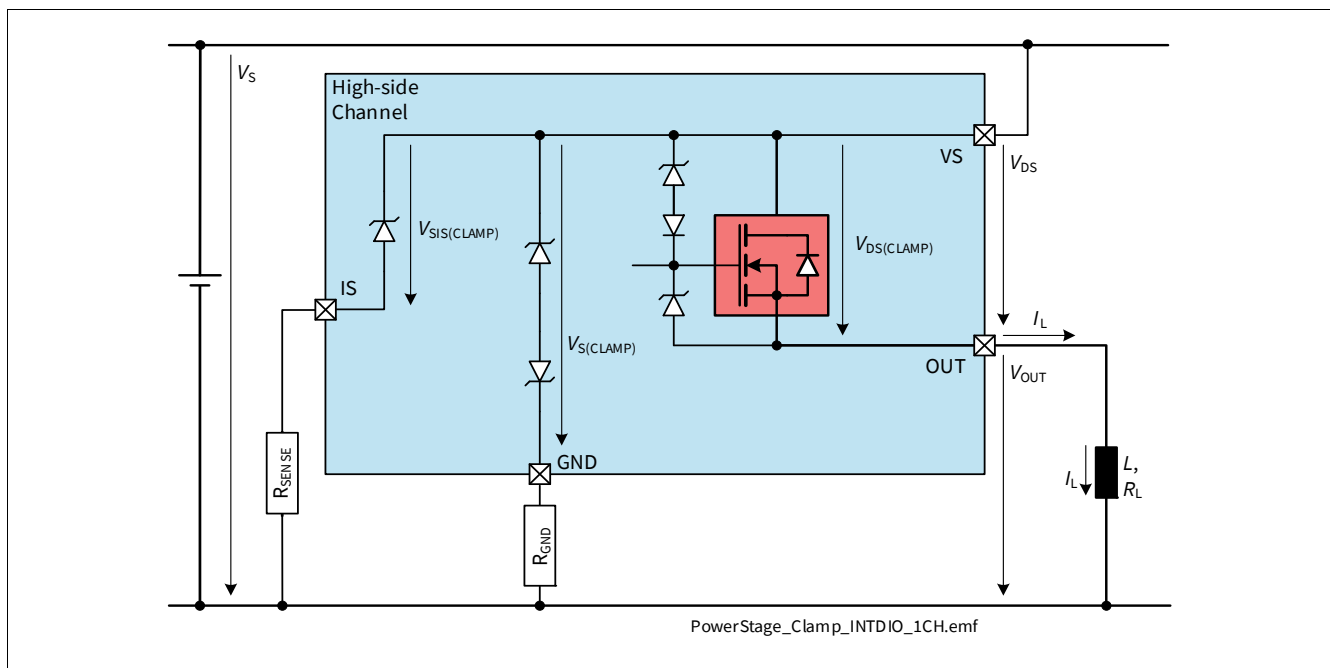 VS
High-side
Channel
VS
VDS
VSIS(CLAMP)
VDS(CLAMP)
IS
IL
VS(CLAMP)
OUT
VOUT
GND
RSENSE
IL
L,
RL
RGND
PowerStage_Clamp_INTDIO_1CH.emf